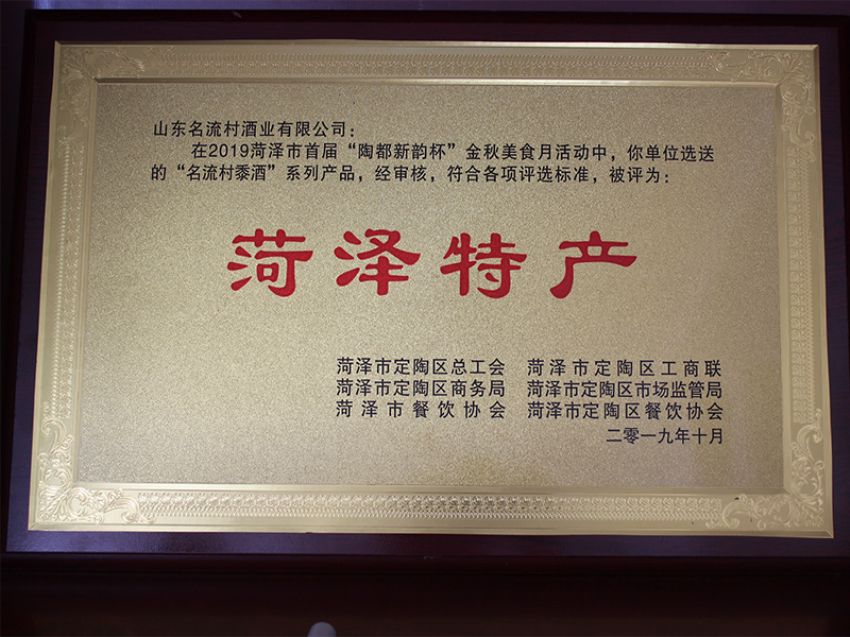 山东名流村酒业有限公司：
在2019菏泽市首届“陶都新韵杯”金秋美食月活动中，你单位选送
的“名流村黍酒”系列产品，经审核，符合各项评选标准，被评为：
菏泽特产
菏泽市定陶区总工会 菏泽市定陶区工商联
菏泽市定陶区商务局 菏泽市定陶区市场监管局
菏泽市餐饮协会 菏泽市定陶区餐饮协会
二零一九年十月